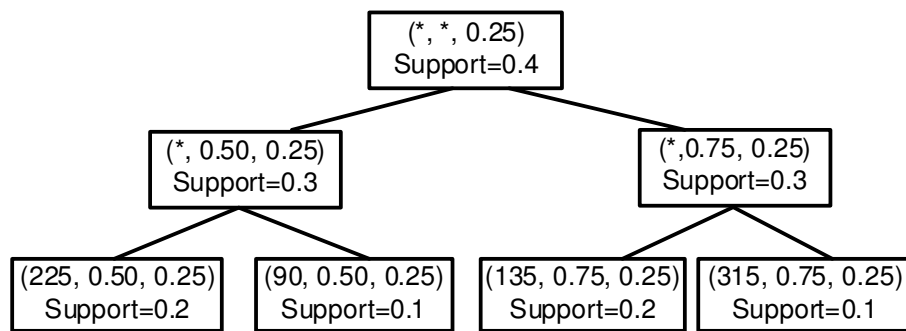 (*, *, 0.25)
Support=0.4
(*, 0.50, 0.25)
Support=0.3
(*,0.75, 0.25)
Support=0.3
(225, 0.50, 0.25)
Support=0.2
(90, 0.50, 0.25)
Support=0.1
(135, 0.75, 0.25)
Support=0.2
(315, 0.75, 0.25)
Support=0.1